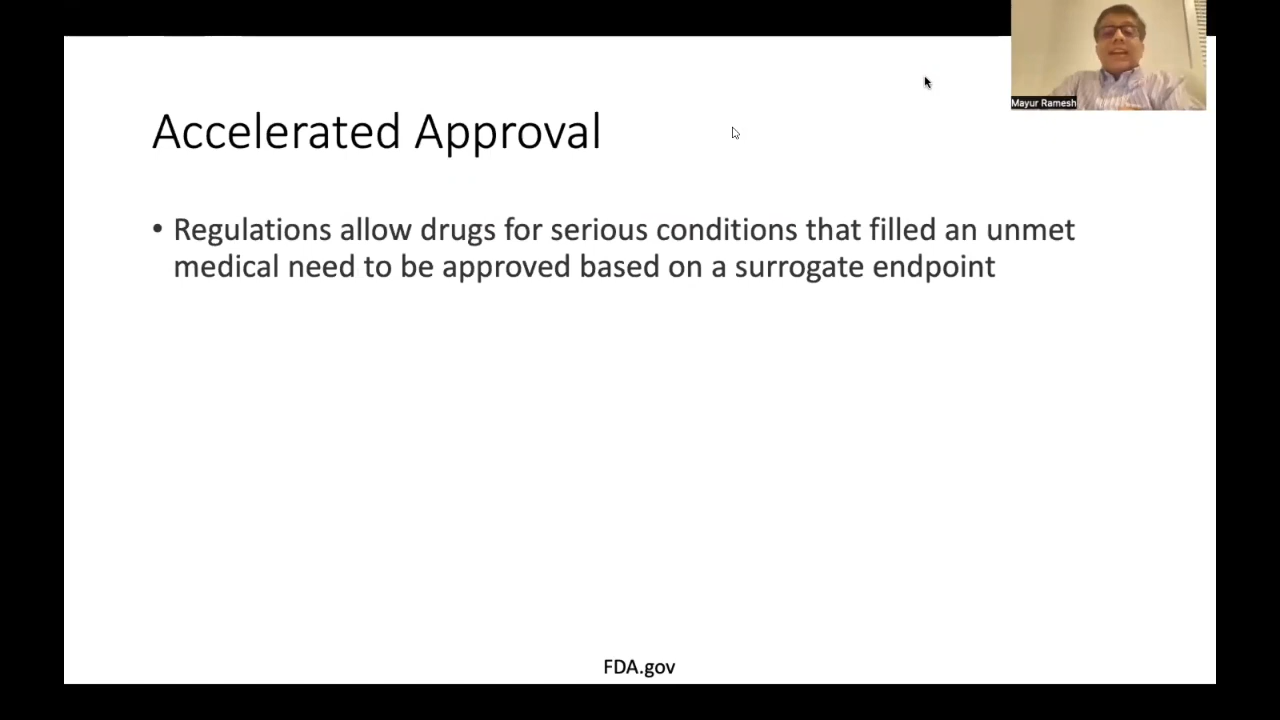 Mayur Ramesh
Accelerated Approval
• Regulations allow drugs for serious conditions that filled an unmet
medical need to be approved based on a surrogate endpoint
FDA.gov